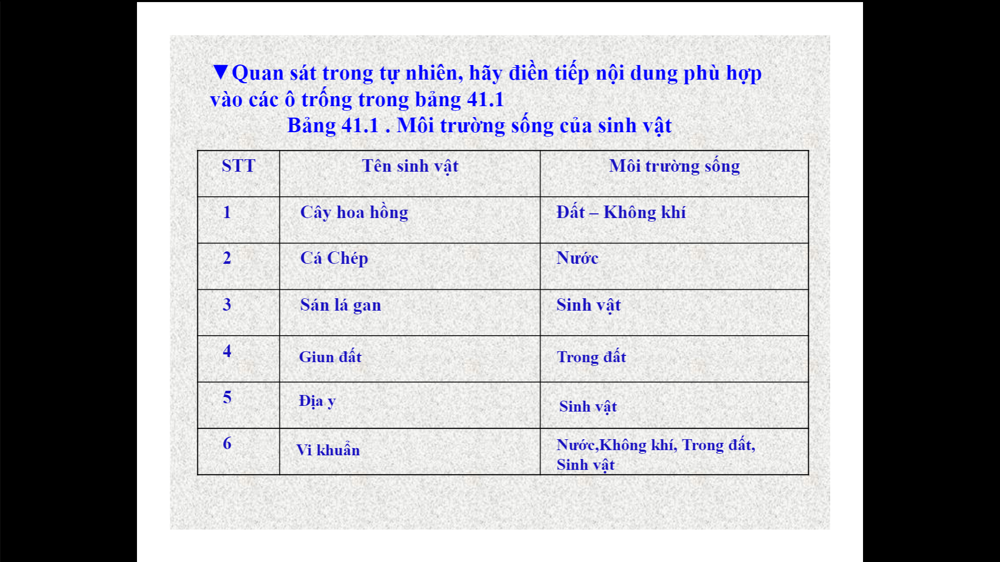 ▼Quan sát trong tự nhiên, hãy điền tiếp nội dung phù hợp
vào các ô trống trong bảng 41.1
Bảng 41.1 . Môi trường sống của sinh vật
STT Tên sinh vật Môi trường sống
1 Cây hoa hồng Đất – Không khí
2 Cá Chép Nước
3 Sán lá gan Sinh vật
4 Giun đất Trong đất
5 Địa y Sinh vật
6 Vi khuẩn Nước,Không khí, Trong đất,
Sinh vật